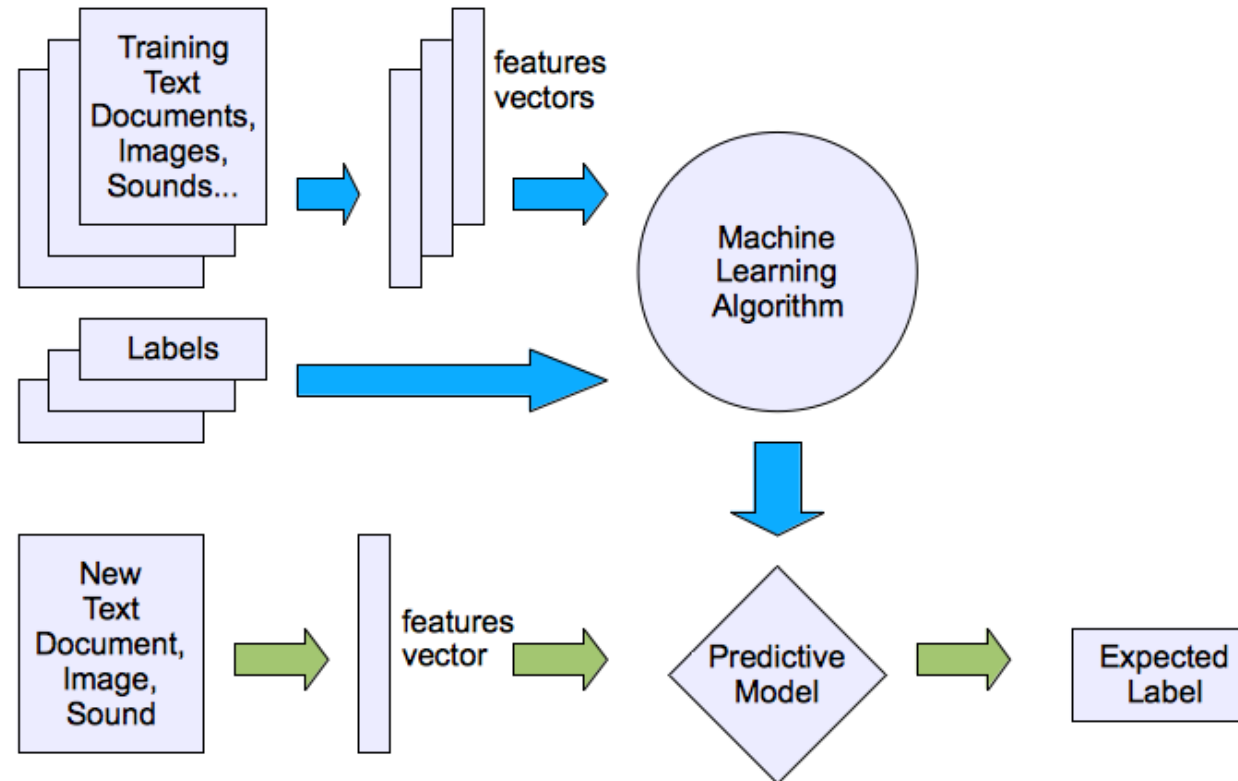 Training
Text
Documents,
Images,
Sounds...
features
vectors
Machine
Learning
Algorithm
Labels
New
Text
Document,
Image,
Sound
features
vector
Predictive
Model
Expected
Label